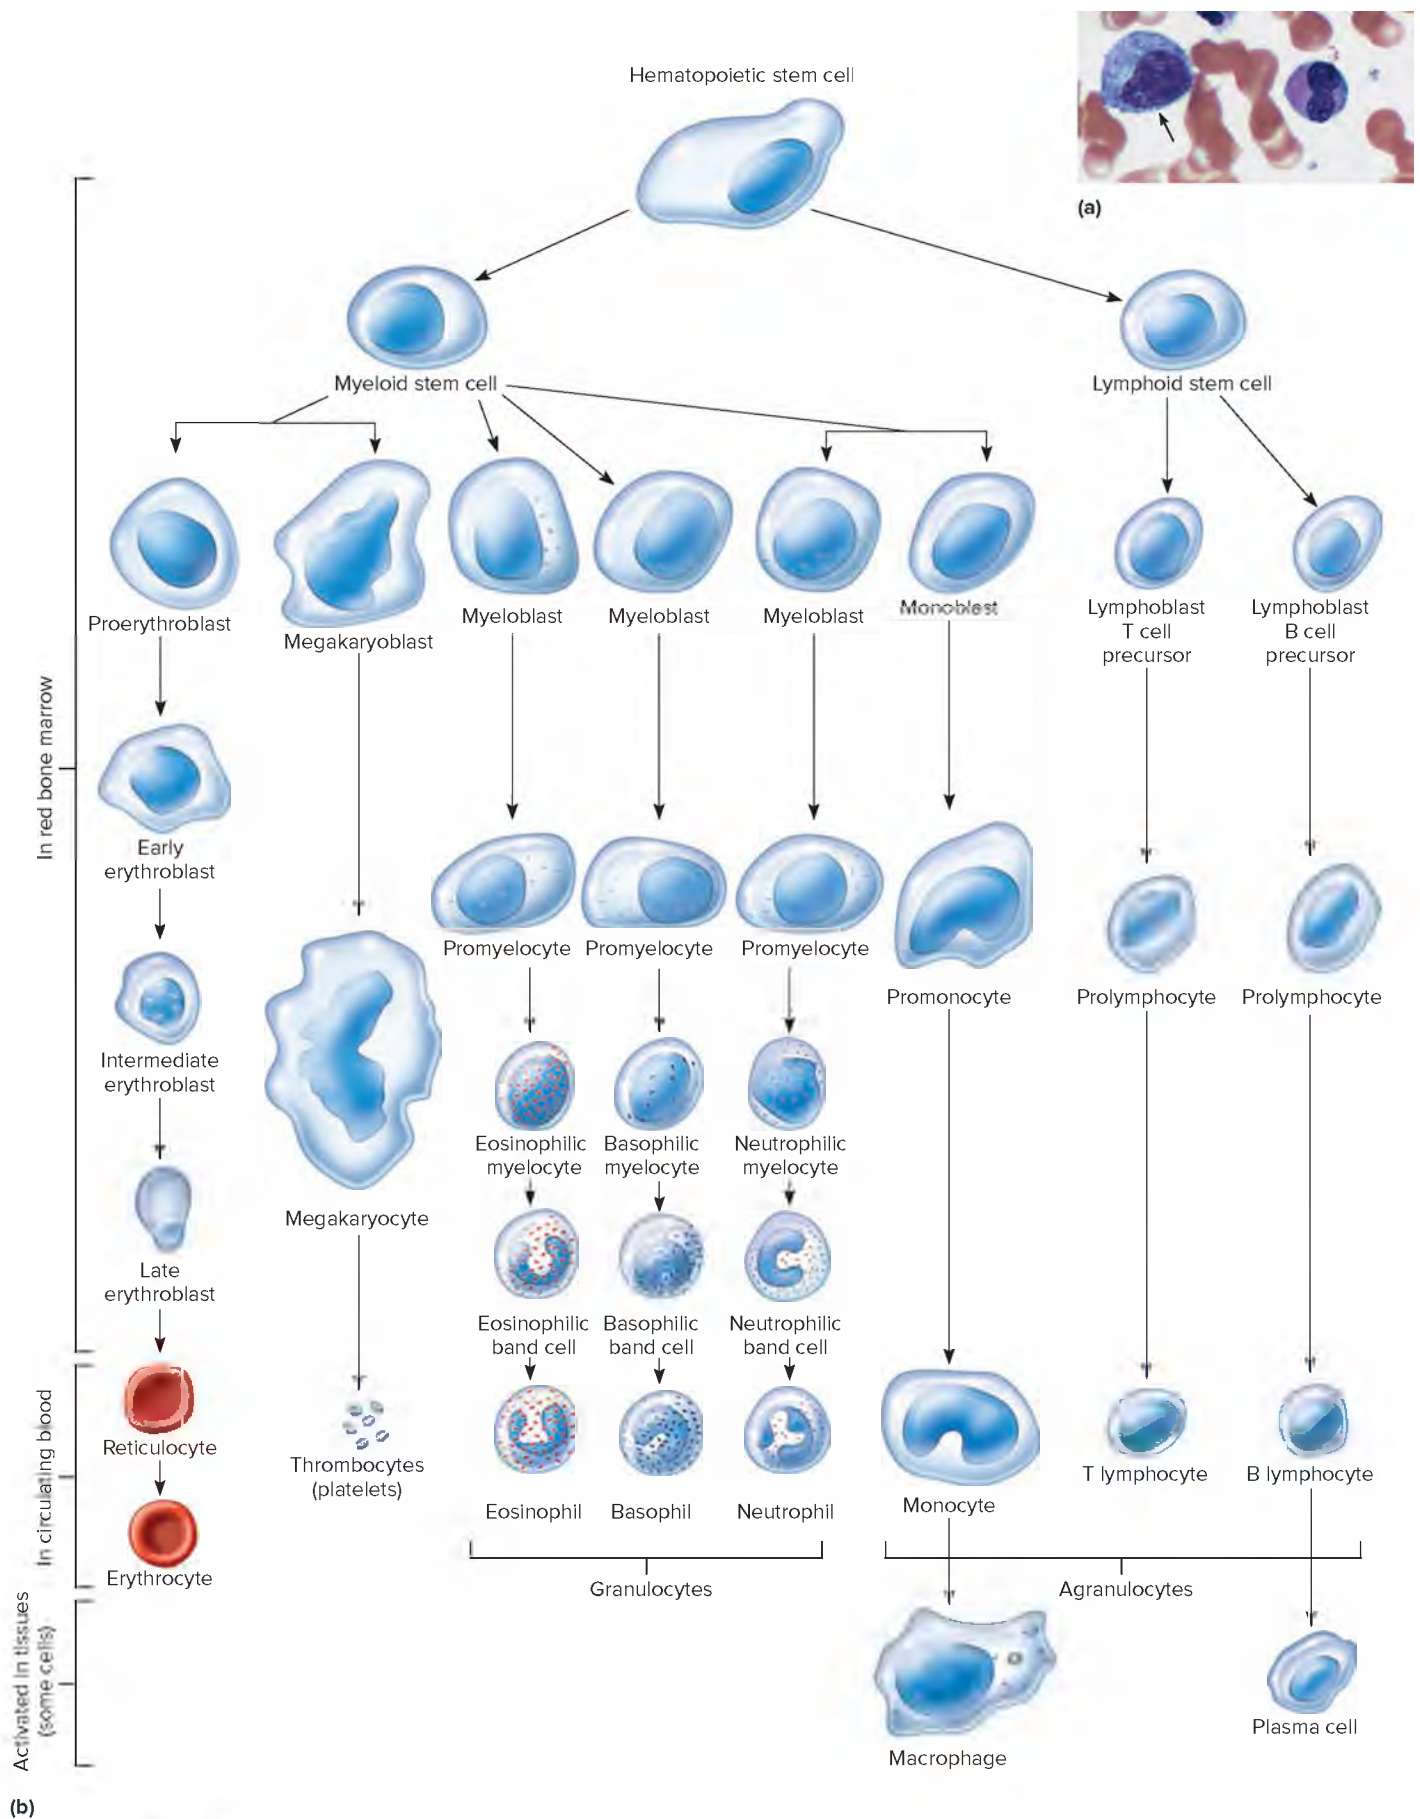 Hematopoietic stem cell
(a)
Myeloid stem cell
Lymphoid stem cell
Proerythroblast
Megakaryoblast
Myeloblast
Myeloblast
Myeloblast
Monoblast
Lymphoblast
T cell
precursor
Lymphoblast
B cell
precursor
In red bone marrow
Early
erythroblast
Promyelocyte
Promyelocyte
Promyelocyte
Promonocyte
Prolymphocyte
Prolymphocyte
Intermediate
erythroblast
Eosinophilic
myelocyte
Basophilic
myelocyte
Neutrophilic
myelocyte
Megakaryocyte
Late
erythroblast
Eosinophilic
band cell
Basophilic
band cell
Neutrophilic
band cell
In circulating blood
Reticulocyte
Thrombocytes
(platelets)
Eosinophil
Basophil
Neutrophil
Monocyte
T lymphocyte
B lymphocyte
Erythrocyte
Granulocytes
Agranulocytes
Activated in tissues
(some cells)
Macrophage
Plasma cell
(b)